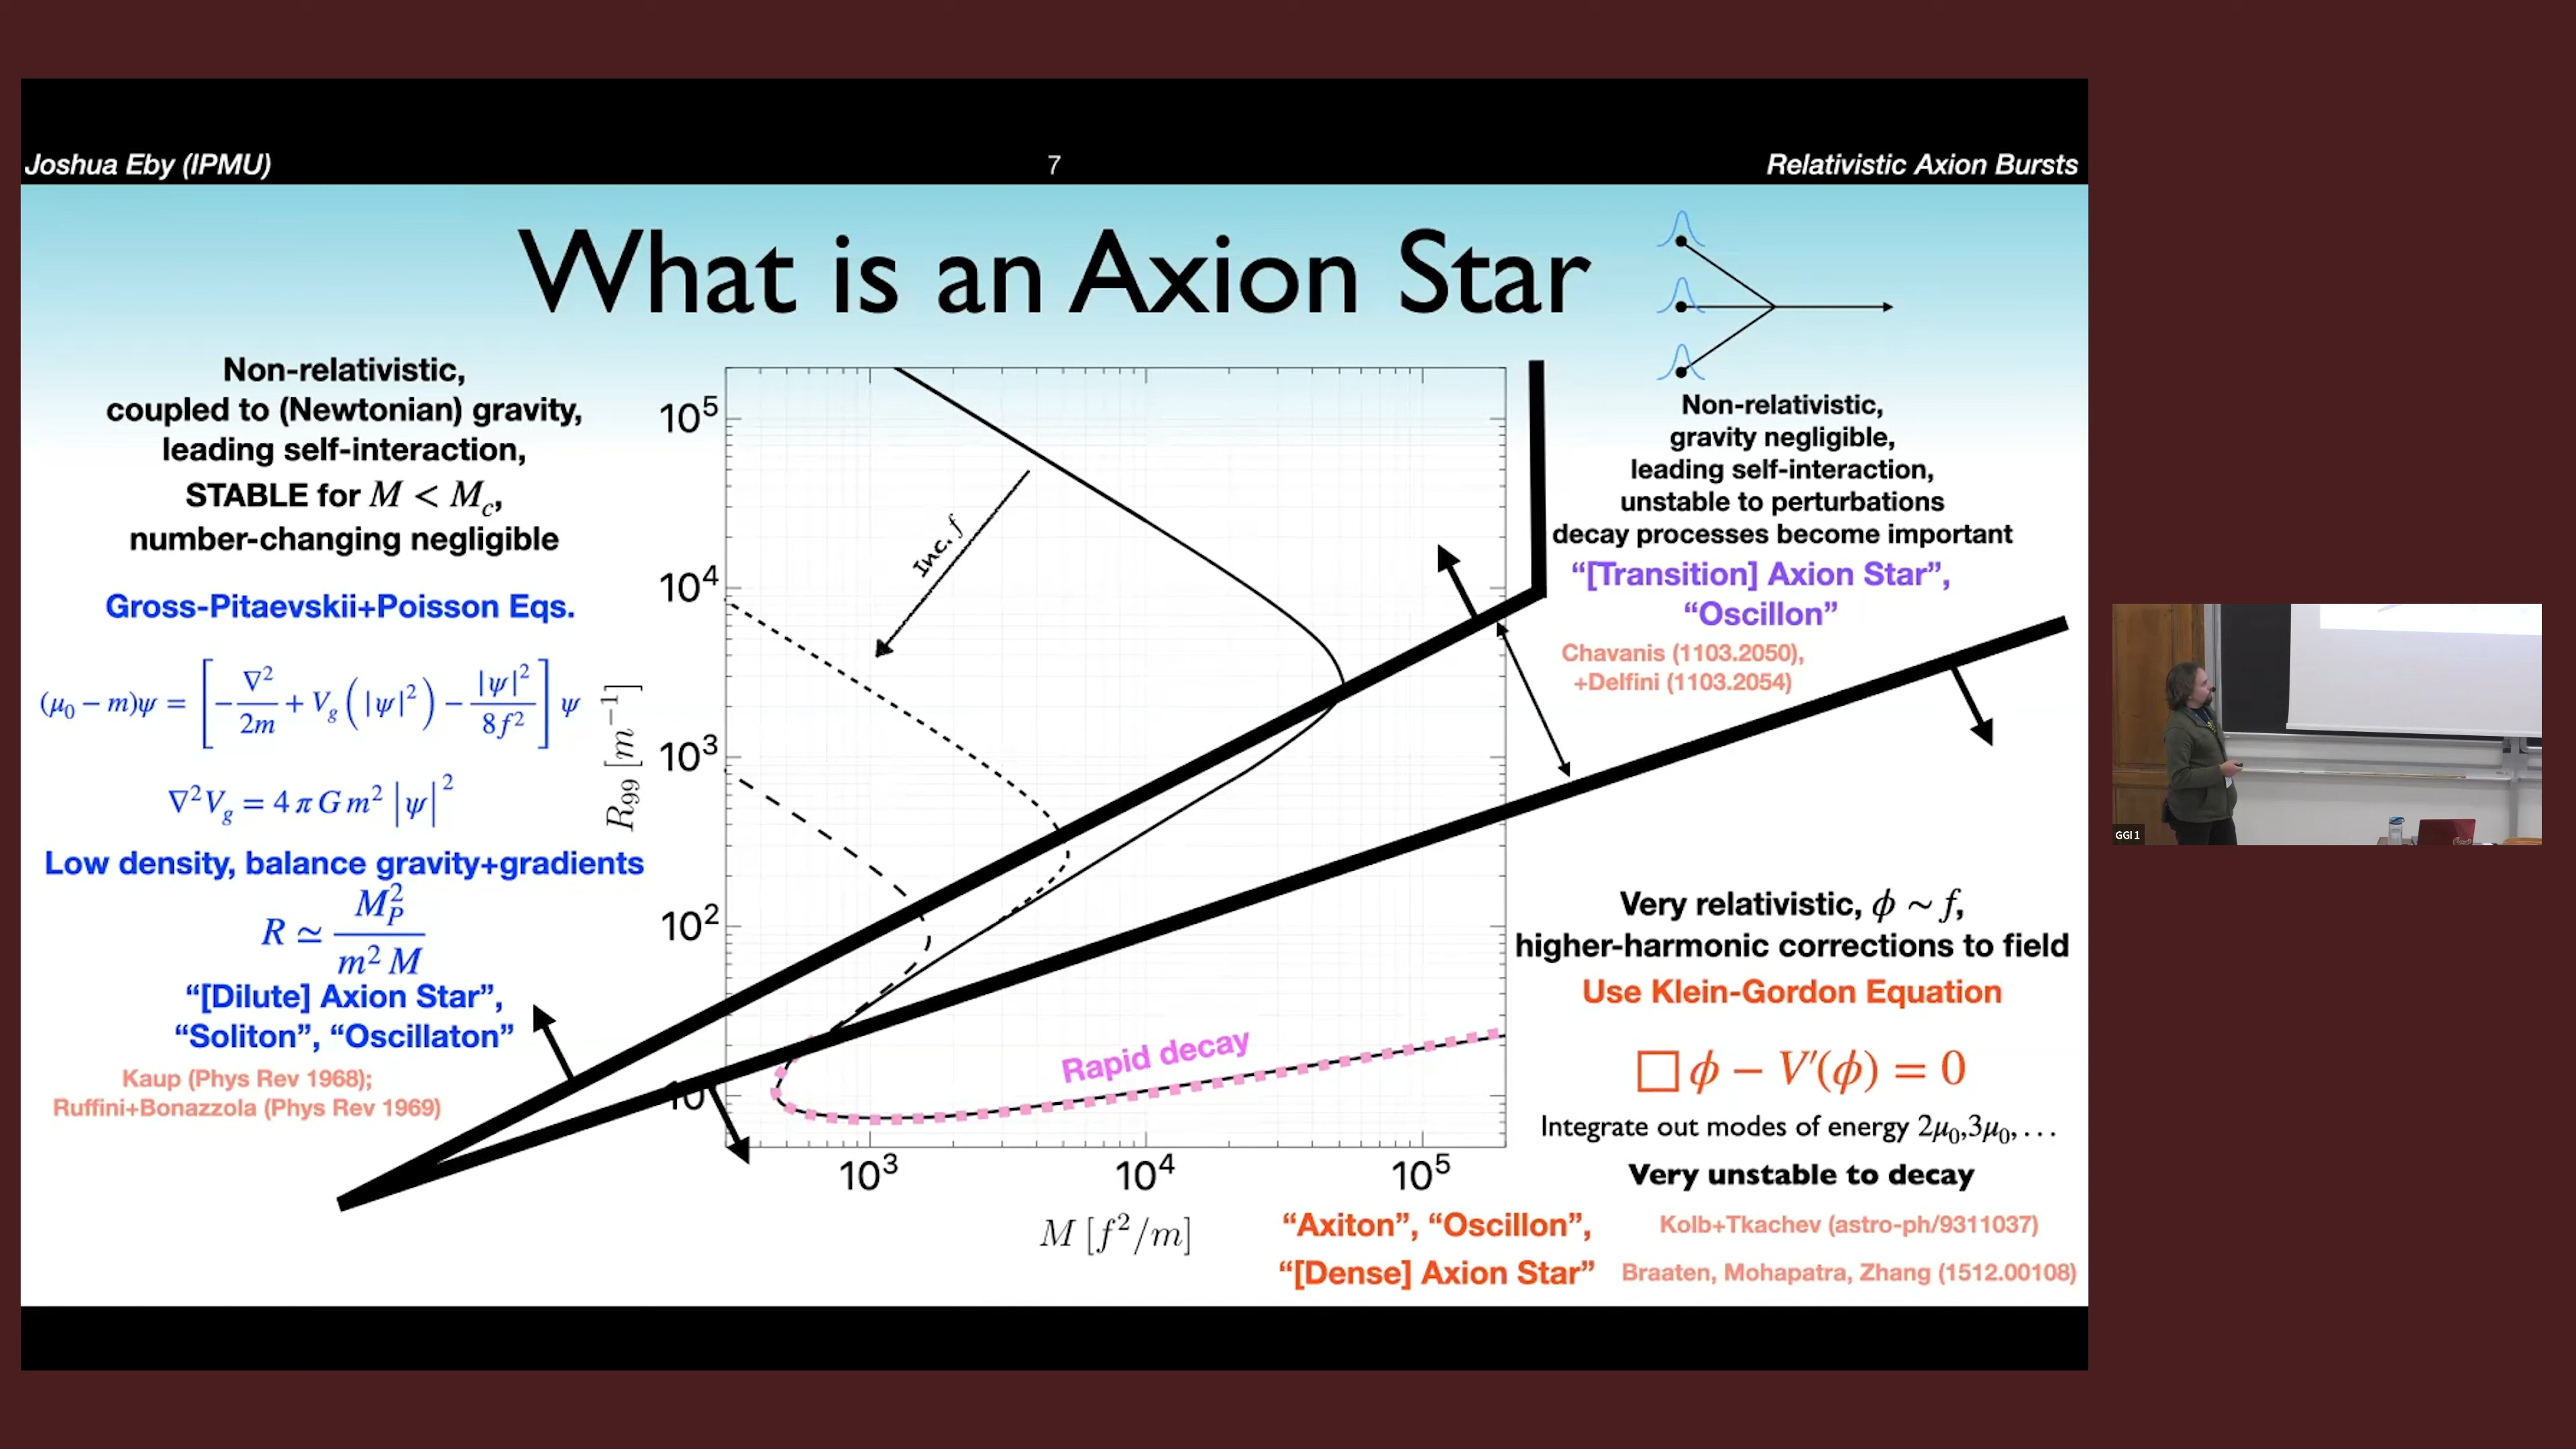 Joshua Eby (IPMU)
7
Relativistic Axion Bursts
What is an Axion Star
Non-relativistic,
coupled to (Newtonian) gravity,
leading self-interaction,
STABLE for M < M_c,
number-changing negligible
Gross-Pitaevskii+Poisson Eqs.
(μ₀ − m)ψ = [−∇²/2m + V_g(|ψ|²) − |ψ|²/8f²] ψ
∇²V_g = 4 π G m² |ψ|²
Low density, balance gravity+gradients
R ≃ M_P²/m² M
“[Dilute] Axion Star”,
“Soliton”, “Oscillaton”
Kaup (Phys Rev 1968);
Ruffini+Bonazzola (Phys Rev 1969)
R₉₉ [m⁻¹]
10⁵
10⁴
10³
10²
10
Inc. f
Rapid decay
10³
10⁴
10⁵
M [f²/m]
Non-relativistic,
gravity negligible,
leading self-interaction,
unstable to perturbations
decay processes become important
“[Transition] Axion Star”,
“Oscillon”
Chavanis (1103.2050),
+Delfini (1103.2054)
Very relativistic, ϕ ~ f,
higher-harmonic corrections to field
Use Klein-Gordon Equation
□ ϕ − V′(ϕ) = 0
Integrate out modes of energy 2μ₀,3μ₀, . . .
Very unstable to decay
“Axiton”, “Oscillon”,
“[Dense] Axion Star”
Kolb+Tkachev (astro-ph/9311037)
Braaten, Mohapatra, Zhang (1512.00108)
GGI 1